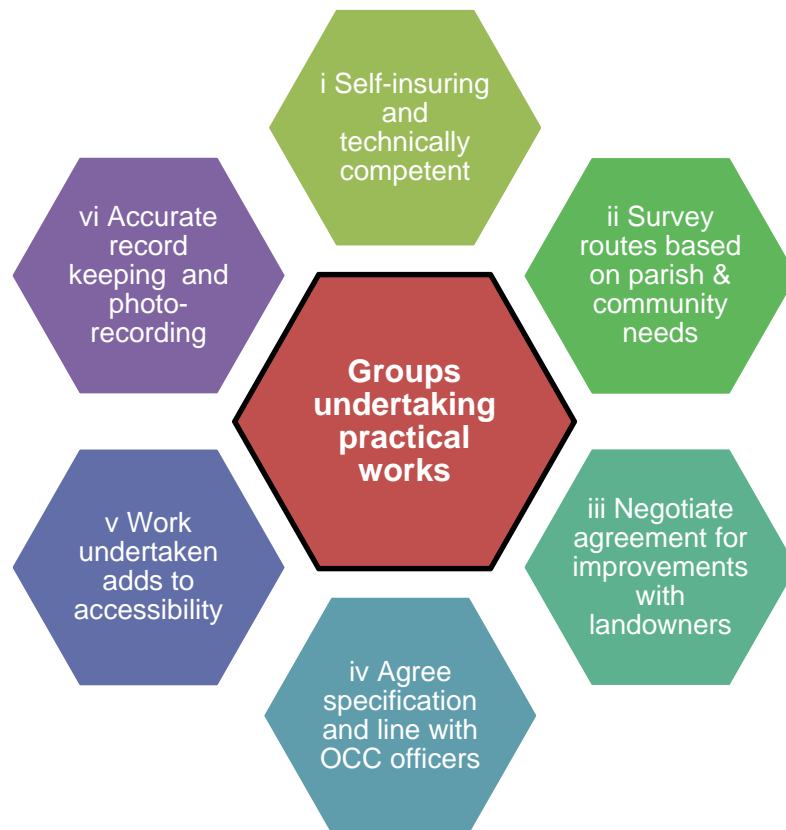 i Self-insuring
and
technically
competent
ii Survey
routes based
on parish &
community
needs
iii Negotiate
agreement for
improvements
with
landowners
iv Agree
specification
and line with
OCC officers
v Work
undertaken
adds to
accessibility
vi Accurate
record
keeping and
photo-
recording
Groups
undertaking
practical
works